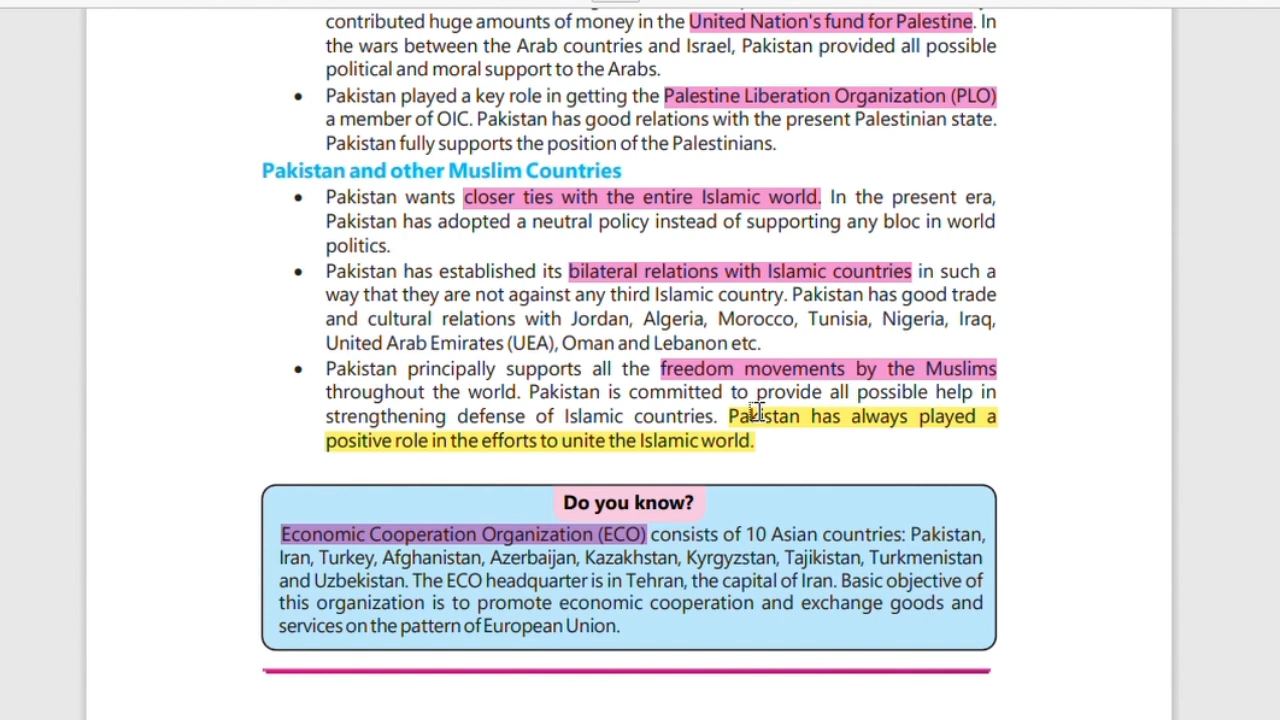 contributed huge amounts of money in the United Nation's fund for Palestine. In
the wars between the Arab countries and Israel, Pakistan provided all possible
political and moral support to the Arabs.
• Pakistan played a key role in getting the Palestine Liberation Organization (PLO)
a member of OIC. Pakistan has good relations with the present Palestinian state.
Pakistan fully supports the position of the Palestinians.
Pakistan and other Muslim Countries
• Pakistan wants closer ties with the entire Islamic world. In the present era,
Pakistan has adopted a neutral policy instead of supporting any bloc in world
politics.
• Pakistan has established its bilateral relations with Islamic countries in such a
way that they are not against any third Islamic country. Pakistan has good trade
and cultural relations with Jordan, Algeria, Morocco, Tunisia, Nigeria, Iraq,
United Arab Emirates (UEA), Oman and Lebanon etc.
• Pakistan principally supports all the freedom movements by the Muslims
throughout the world. Pakistan is committed to provide all possible help in
strengthening defense of Islamic countries. Pakistan has always played a
positive role in the efforts to unite the Islamic world.
Do you know?
Economic Cooperation Organization (ECO) consists of 10 Asian countries: Pakistan,
Iran, Turkey, Afghanistan, Azerbaijan, Kazakhstan, Kyrgyzstan, Tajikistan, Turkmenistan
and Uzbekistan. The ECO headquarter is in Tehran, the capital of Iran. Basic objective of
this organization is to promote economic cooperation and exchange goods and
services on the pattern of European Union.